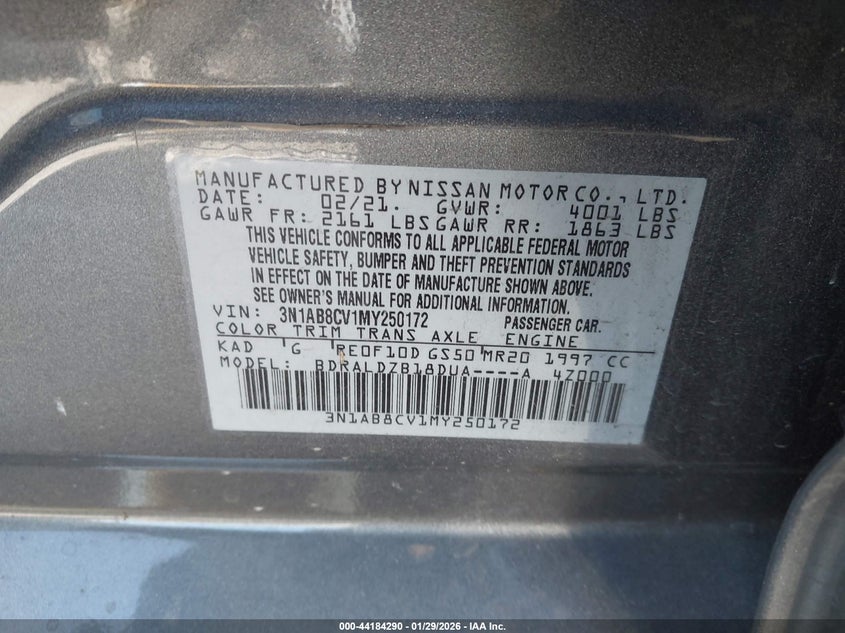 MANUFACTURED BY NISSAN MOTOR CO., LTD.
DATE: 02/21. GVWR: 4001 LBS
GAWR FR: 2161 LBS GAWR RR: 1863 LBS
THIS VEHICLE CONFORMS TO ALL APPLICABLE FEDERAL MOTOR
VEHICLE SAFETY, BUMPER AND THEFT PREVENTION STANDARDS
IN EFFECT ON THE DATE OF MANUFACTURE SHOWN ABOVE.
SEE OWNER'S MANUAL FOR ADDITIONAL INFORMATION.
VIN: 3N1AB8CV1MY250172 PASSENGER CAR.
COLOR TRIM TRANS AXLE ENGINE
KAD G RE0F10D GS50 MR20 1997 CC
MODEL: BDRALDZB18DUA----A 4Z000
3N1AB8CV1MY250172
000-44184290 | 01/29/2026 | IAA Inc.